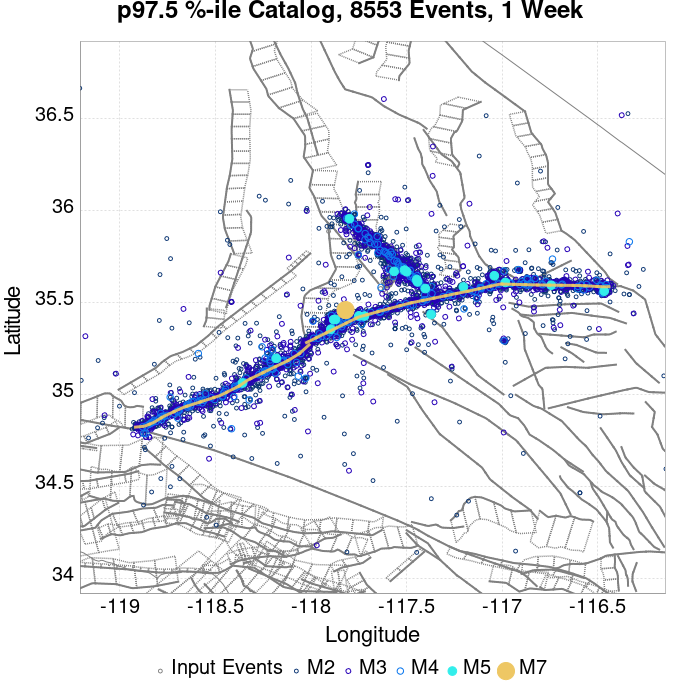 p97.5 %-ile Catalog, 8553 Events, 1 Week
36.5
36
35.5
35
34.5
34
Latitude
-119 -118.5 -118 -117.5 -117 -116.5
Longitude
Input Events M2 M3 M4 M5 M7